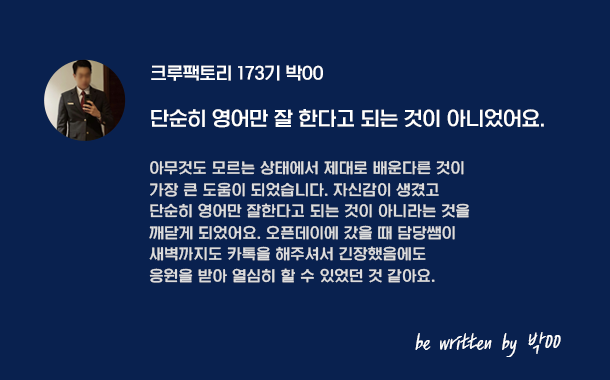 크루팩토리 173기 박00
단순히 영어만 잘 한다고 되는 것이 아니었어요.
아무것도 모르는 상태에서 제대로 배운다른 것이
가장 큰 도움이 되었습니다. 자신감이 생겼고
단순히 영어만 잘한다고 되는 것이 아니라는 것을
깨닫게 되었어요. 오픈데이에 갔을 때 담당쌤이
새벽까지도 카톡을 해주셔서 긴장했음에도
응원을 받아 열심히 할 수 있었던 것 같아요.
be written by 박00